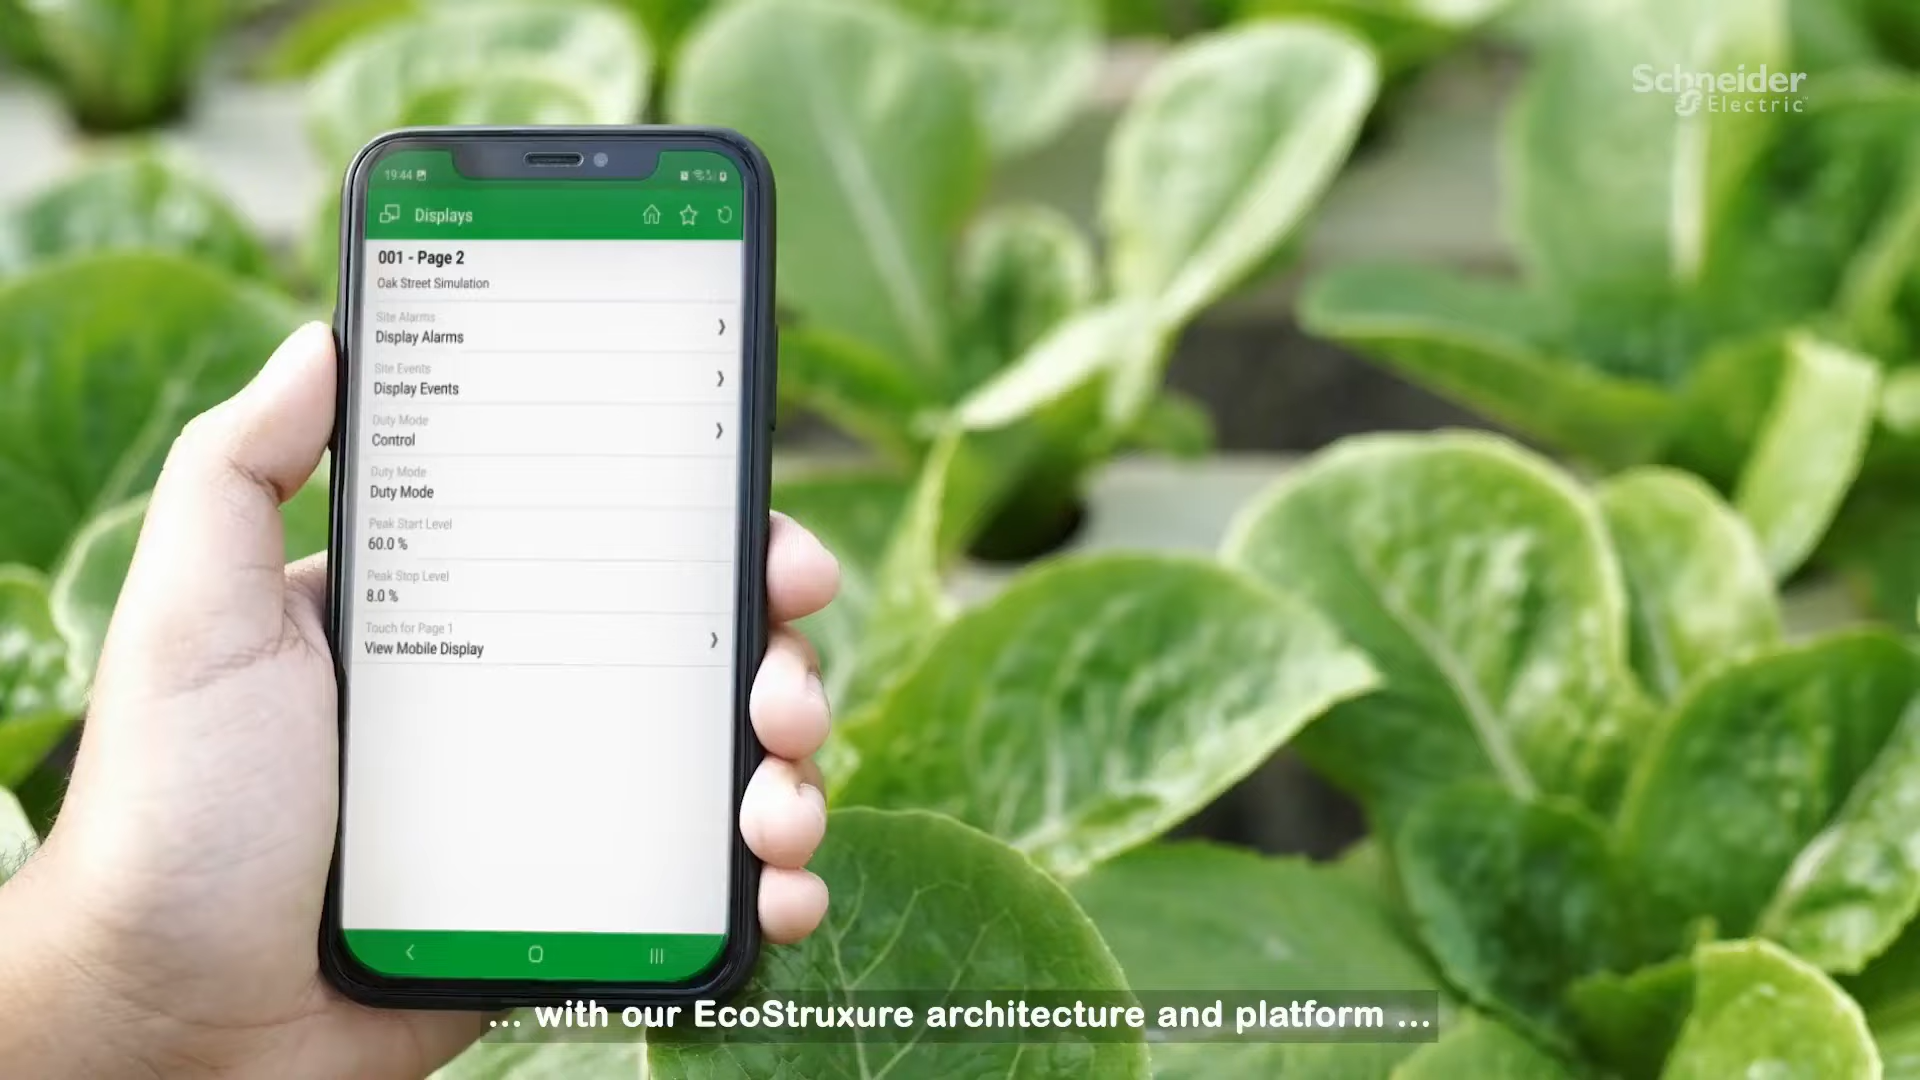 Schneider
Electric
19:44
Displays
001 - Page 2
Oak Street Simulation
Site Alarms
Display Alarms
Site Events
Display Events
Duty Mode
Control
Duty Mode
Duty Mode
Peak Start Level
60.0 %
Peak Stop Level
8.0 %
Touch for Page 1
View Mobile Display
... with our EcoStruxure architecture and platform ...